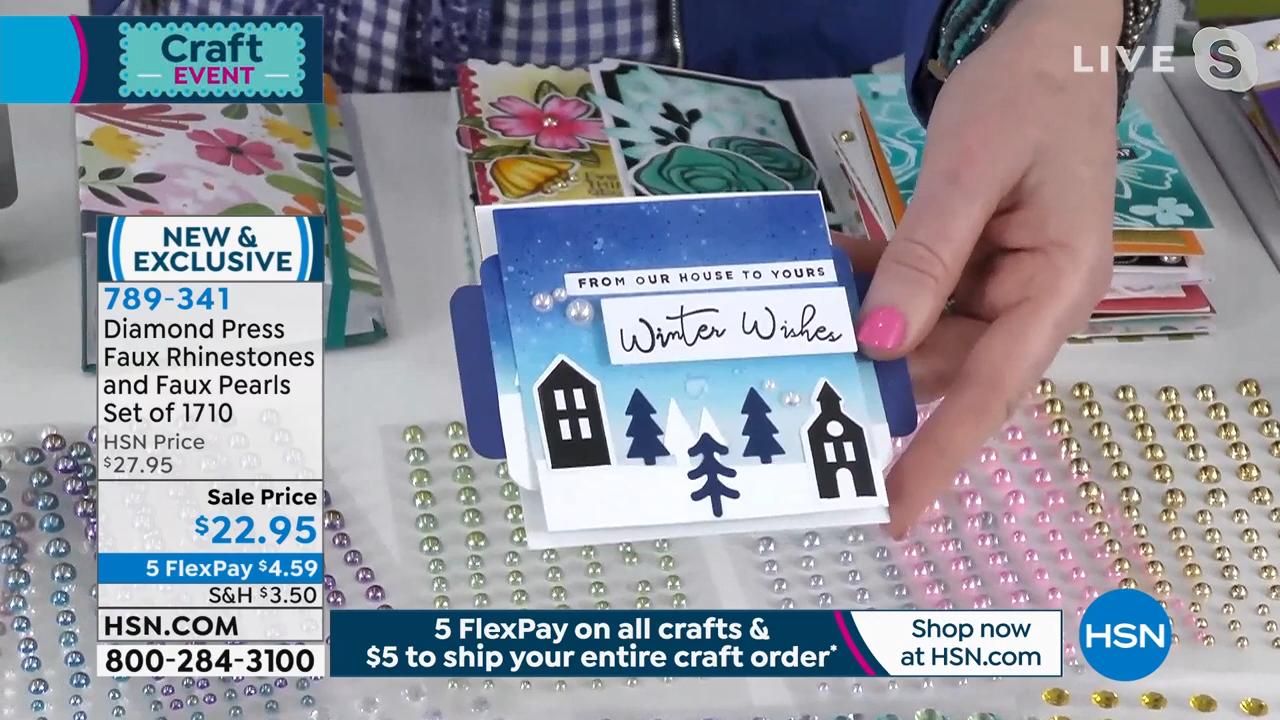 Craft
EVENT
LIVE S
NEW &
EXCLUSIVE
789-341
Diamond Press
Faux Rhinestones
and Faux Pearls
Set of 1710
HSN Price
$27.95
Sale Price
$22.95
5 FlexPay $4.59
S&H $3.50
HSN.COM
800-284-3100
FROM OUR HOUSE TO YOURS
Winter Wishes
5 FlexPay on all crafts &
$5 to ship your entire craft order*
Shop now
at HSN.com
HSN